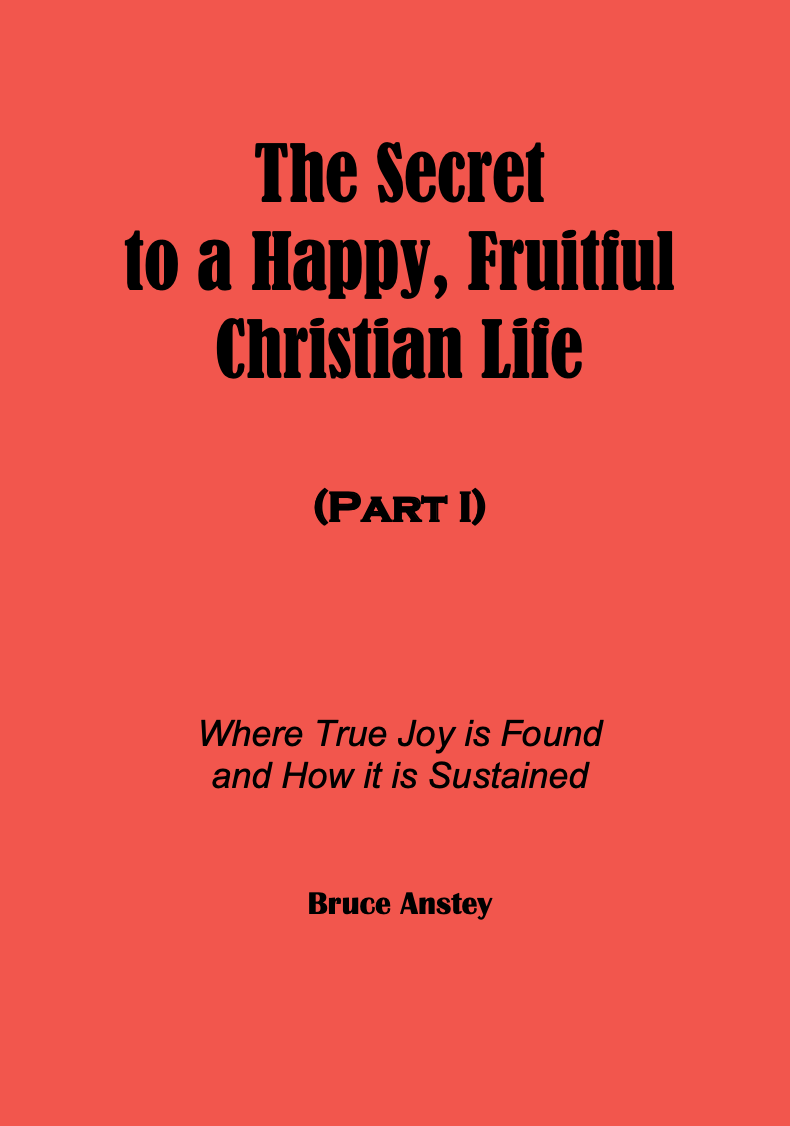 The Secret
to a Happy, Fruitful
Christian Life
(Part I)
Where True Joy is Found
and How it is Sustained
Bruce Anstey